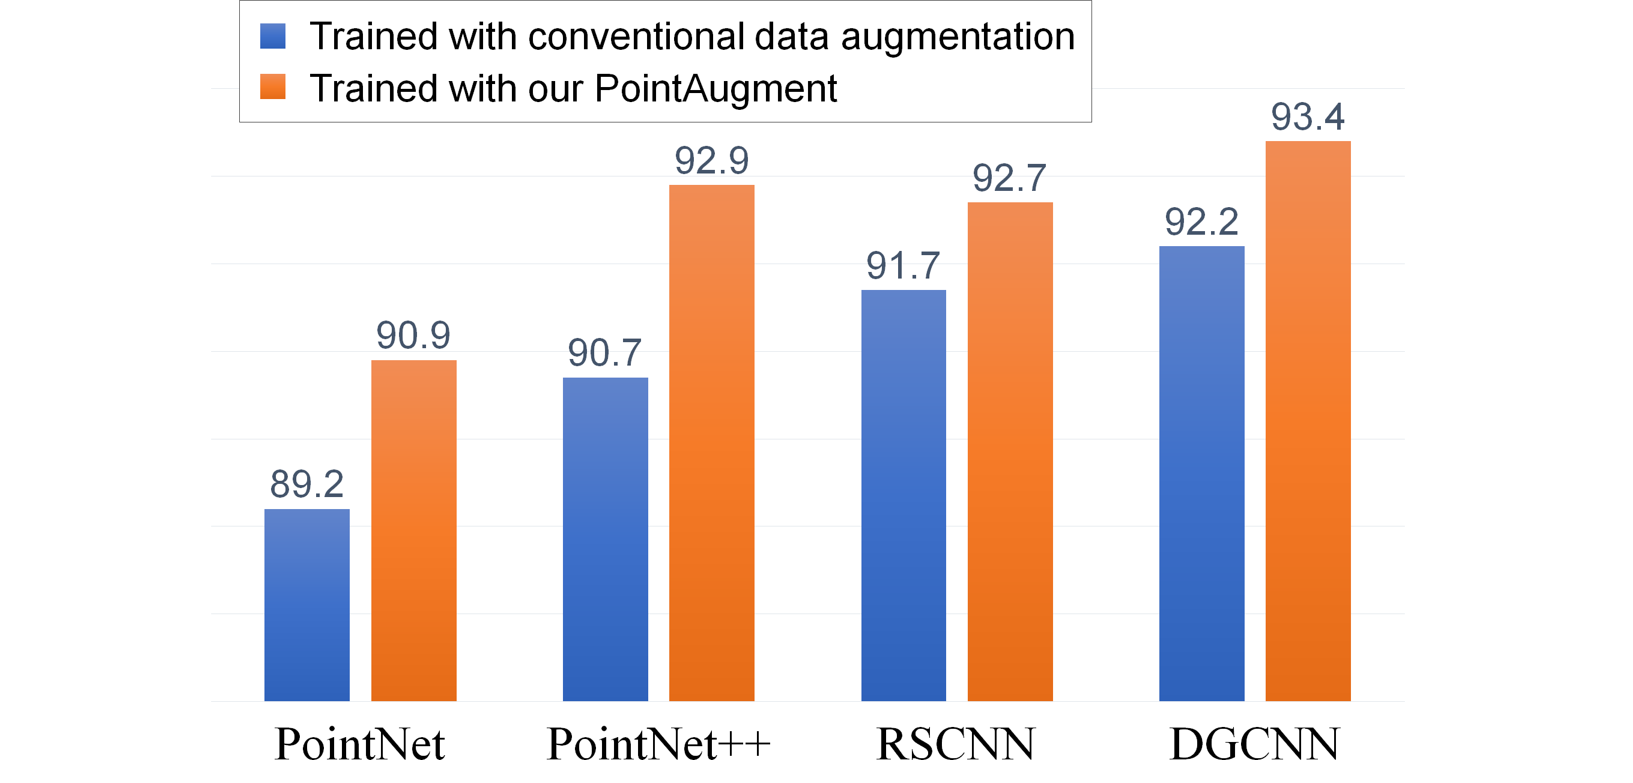 Trained with conventional data augmentation
Trained with our PointAugment
89.2
90.9
90.7
92.9
91.7
92.7
92.2
93.4
PointNet
PointNet++
RSCNN
DGCNN